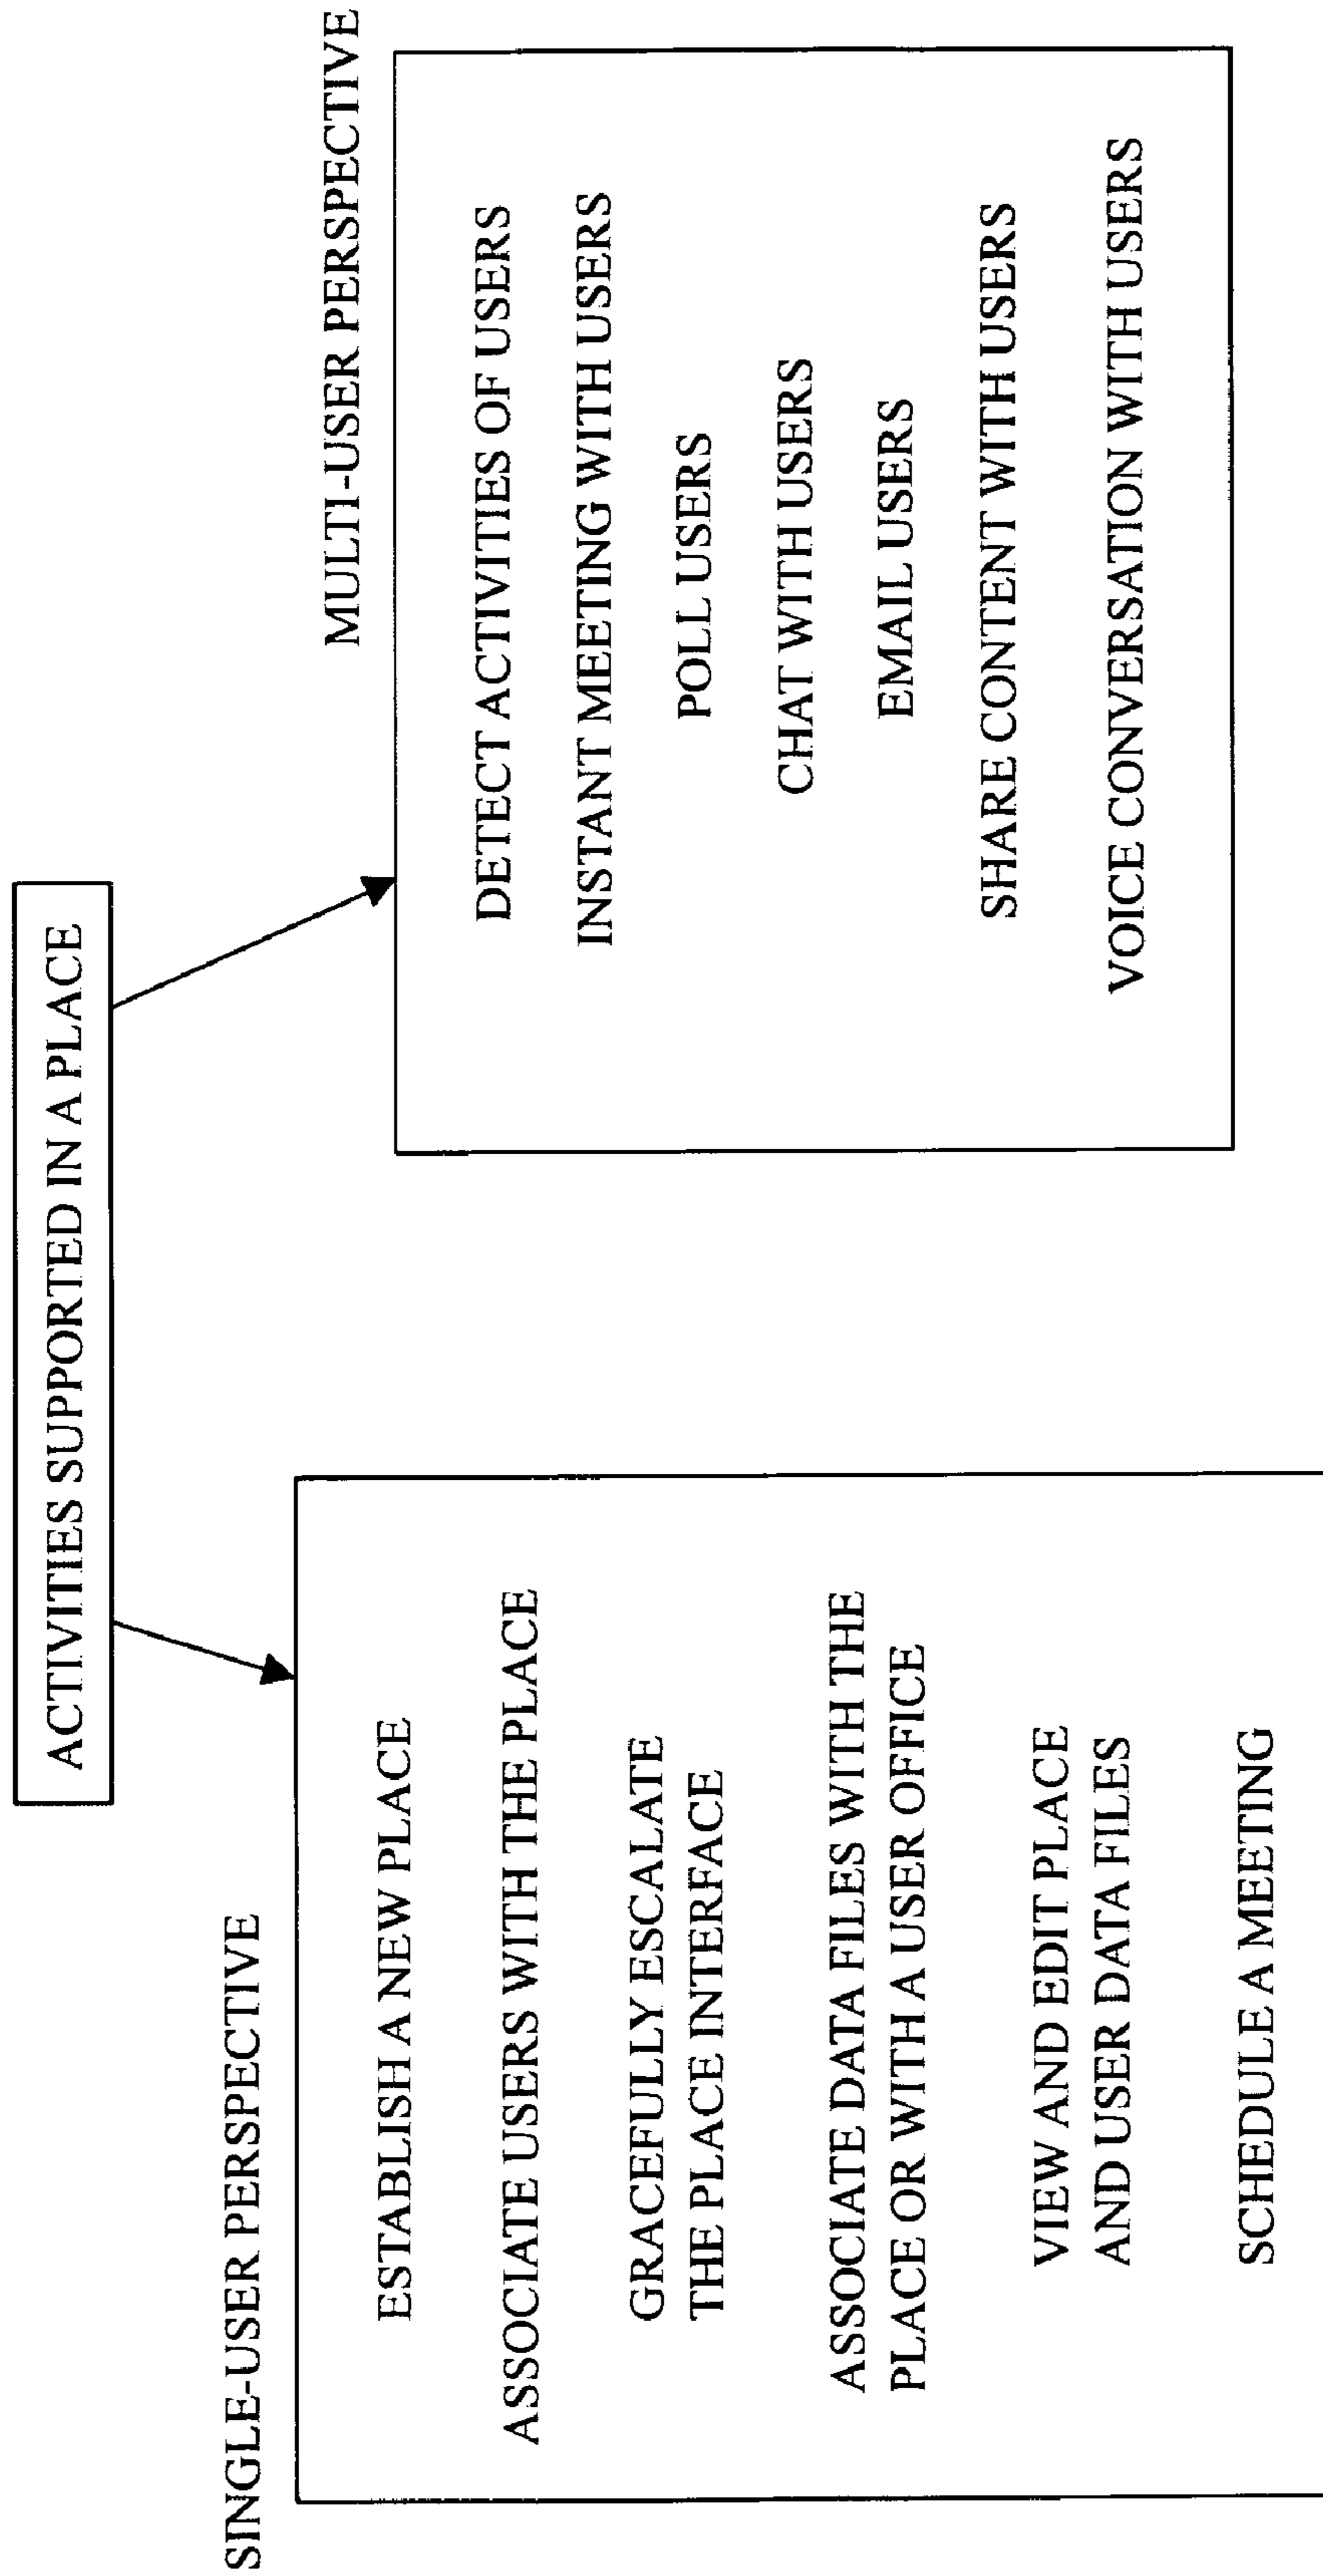 ACTIVITIES SUPPORTED IN A PLACE
SINGLE-USER PERSPECTIVE
ESTABLISH A NEW PLACE
ASSOCIATE USERS WITH THE PLACE
GRACEFULLY ESCALATE
THE PLACE INTERFACE
ASSOCIATE DATA FILES WITH THE
PLACE OR WITH A USER OFFICE
VIEW AND EDIT PLACE
AND USER DATA FILES
SCHEDULE A MEETING
MULTI-USER PERSPECTIVE
DETECT ACTIVITIES OF USERS
INSTANT MEETING WITH USERS
POLL USERS
CHAT WITH USERS
EMAIL USERS
SHARE CONTENT WITH USERS
VOICE CONVERSATION WITH USERS